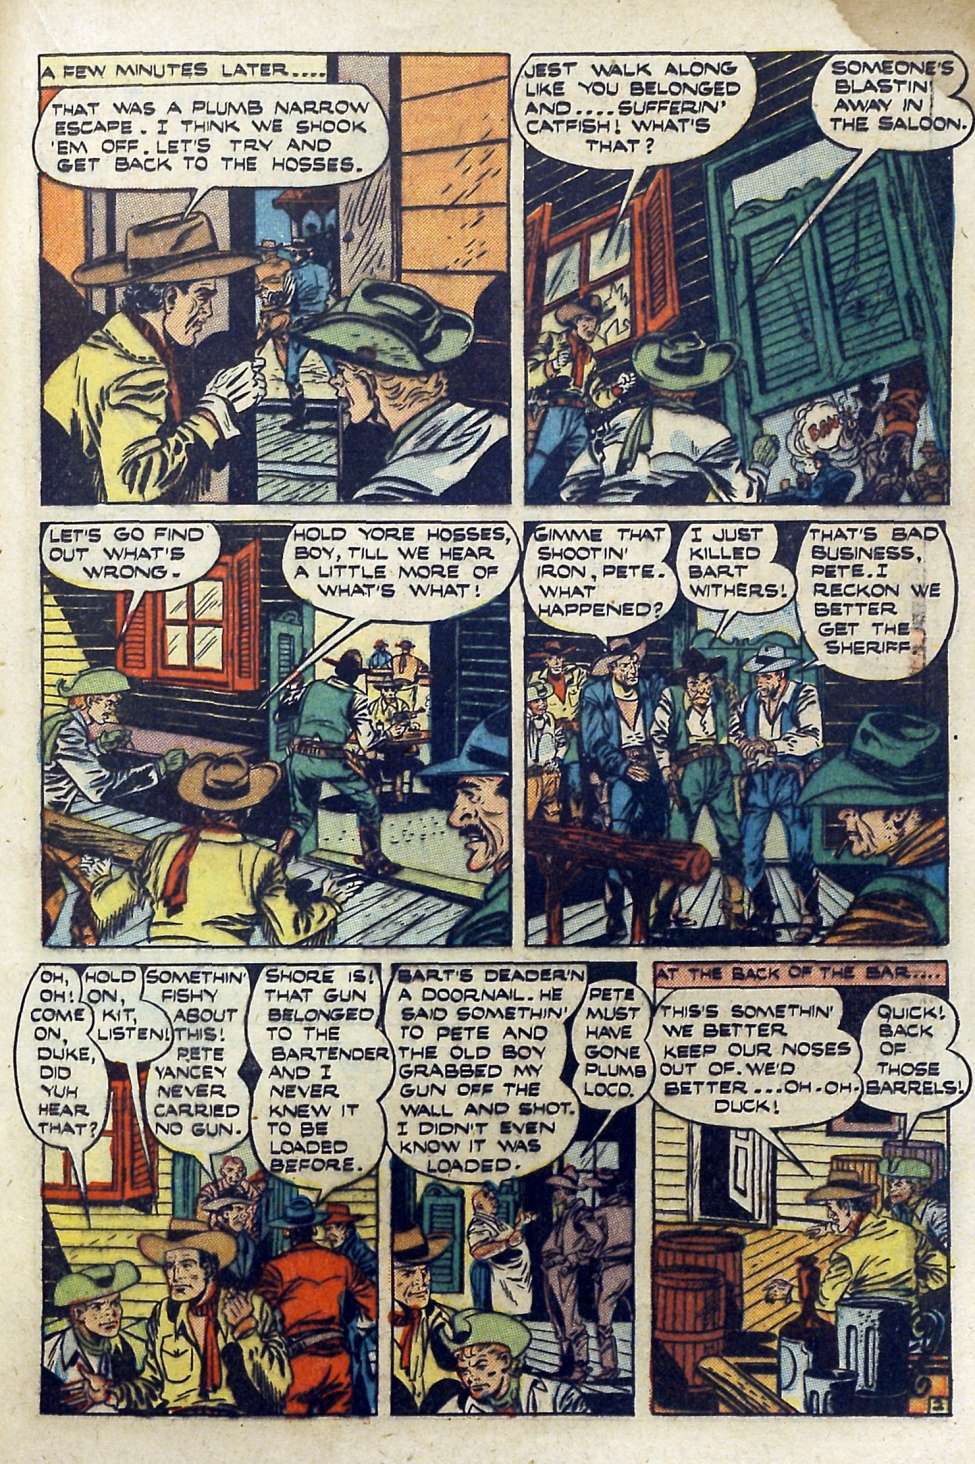 A FEW MINUTES LATER....
THAT WAS A PLUMB NARROW
ESCAPE. I THINK WE SHOOK
'EM OFF. LET'S TRY AND
GET BACK TO THE HOSSES.
JEST WALK ALONG
LIKE YOU BELONGED
AND....SUFFERIN'
CATFISH! WHAT'S
THAT?
SOMEONE'S
BLASTIN'
AWAY IN
THE SALOON.
BANG
LET'S GO FIND
OUT WHAT'S
WRONG.
HOLD YORE HOSSES,
BOY, TILL WE HEAR
A LITTLE MORE OF
WHAT'S WHAT!
GIMME THAT
SHOOTIN'
IRON, PETE.
WHAT
HAPPENED?
I JUST
KILLED
BART
WITHERS!
THAT'S BAD
BUSINESS,
PETE. I
RECKON WE
BETTER
GET THE
SHERIFF.
OH,
OH!
COME
ON,
DUKE,
DID
YUH
HEAR
THAT?
HOLD
ON,
KIT,
LISTEN!
SOMETHIN'
FISHY
ABOUT
THIS!
PETE
YANCEY
NEVER
CARRIED
NO GUN.
SHORE IS!
THAT GUN
BELONGED
TO THE
BARTENDER
AND I
NEVER
KNEW IT
TO BE
LOADED
BEFORE.
BART'S DEADER'N
A DOORNAIL. HE
SAID SOMETHIN'
TO PETE AND
THE OLD BOY
GRABBED MY
GUN OFF THE
WALL AND SHOT.
I DIDN'T EVEN
KNOW IT WAS
LOADED.
PETE
MUST
HAVE
GONE
PLUMB
LOCO.
AT THE BACK OF THE BAR....
THIS'S SOMETHIN'
WE BETTER
KEEP OUR NOSES
OUT OF. WE'D
BETTER...OH-OH-
DUCK!
QUICK!
BACK
OF
THOSE
BARRELS!
3